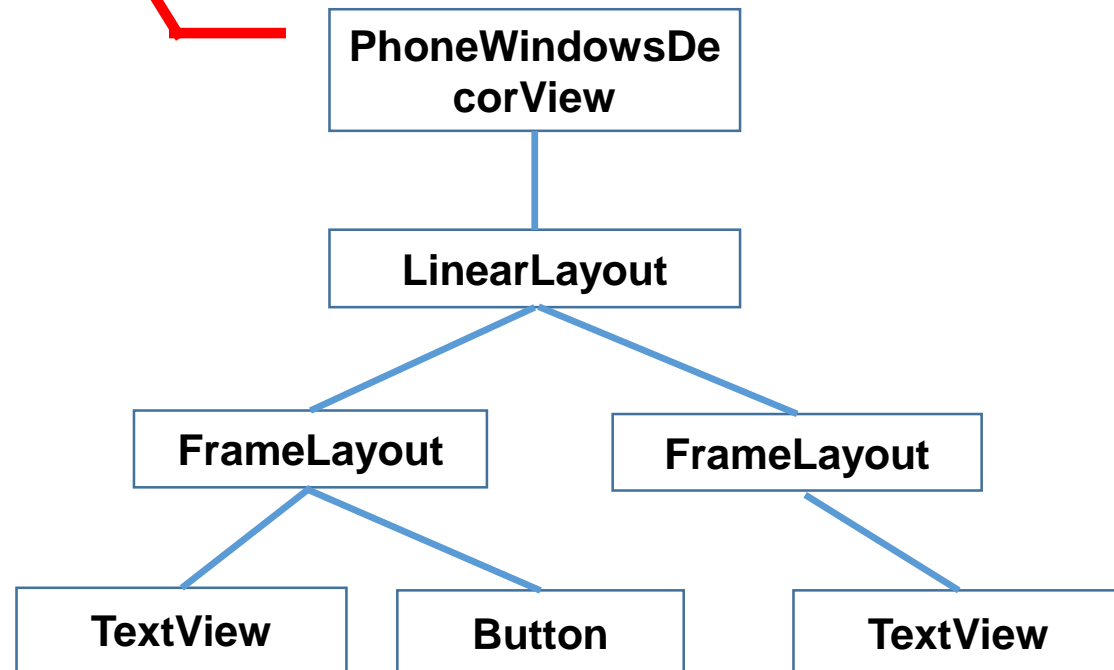 PhoneWindowsDe
corView
LinearLayout
FrameLayout
FrameLayout
TextView
Button
TextView